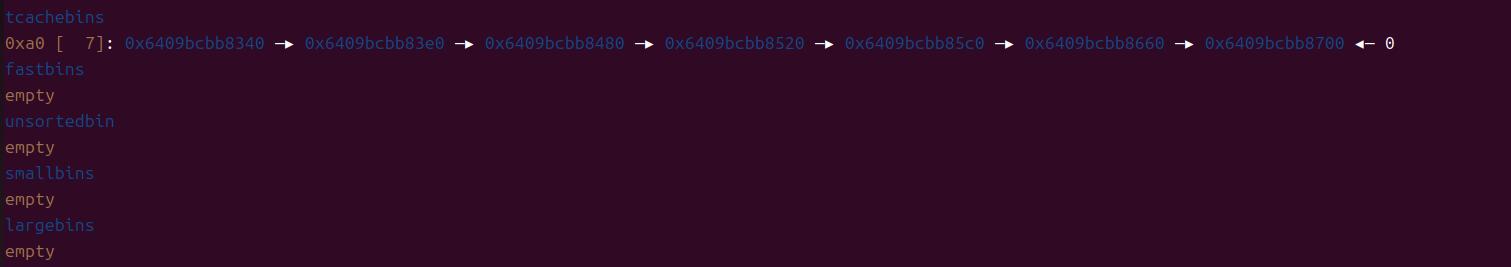 tcachebins
0xa0 [  7]: 0x6409bcbb8340 —▸ 0x6409bcbb83e0 —▸ 0x6409bcbb8480 —▸ 0x6409bcbb8520 —▸ 0x6409bcbb85c0 —▸ 0x6409bcbb8660 —▸ 0x6409bcbb8700 ◂— 0
fastbins
empty
unsortedbin
empty
smallbins
empty
largebins
empty